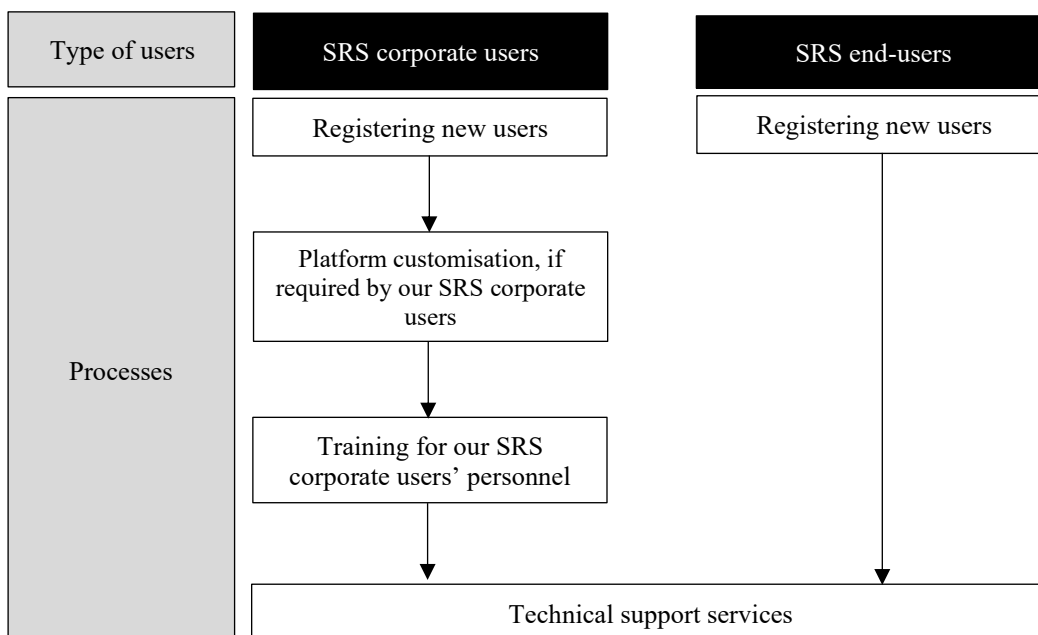 Type of users
SRS corporate users
SRS end-users
Processes
Registering new users
Registering new users
Platform customisation, if
required by our SRS corporate
users
Training for our SRS
corporate users’ personnel
Technical support services